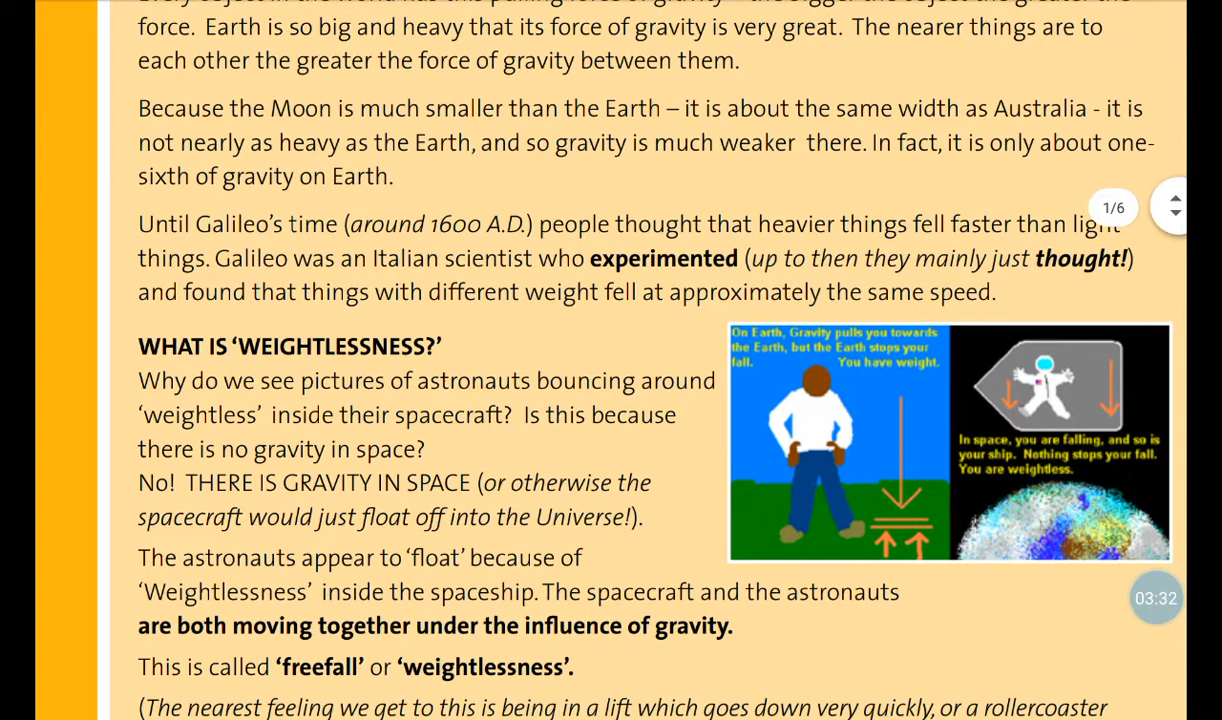 force. Earth is so big and heavy that its force of gravity is very great. The nearer things are to
each other the greater the force of gravity between them.
Because the Moon is much smaller than the Earth – it is about the same width as Australia - it is
not nearly as heavy as the Earth, and so gravity is much weaker there. In fact, it is only about one-
sixth of gravity on Earth.
1/6
Until Galileo's time (around 1600 A.D.) people thought that heavier things fell faster than light
things. Galileo was an Italian scientist who experimented (up to then they mainly just thought!)
and found that things with different weight fell at approximately the same speed.
WHAT IS 'WEIGHTLESSNESS?'
Why do we see pictures of astronauts bouncing around
'weightless' inside their spacecraft? Is this because
there is no gravity in space?
No! THERE IS GRAVITY IN SPACE (or otherwise the
spacecraft would just float off into the Universe!).
On Earth, Gravity pulls you towards
the Earth, but the Earth stops your
fall. You have weight.
In space, you are falling, and so is
your ship. Nothing stops your fall.
You are weightless.
The astronauts appear to 'float' because of
'Weightlessness' inside the spaceship. The spacecraft and the astronauts
are both moving together under the influence of gravity.
03:32
This is called 'freefall' or 'weightlessness'.
(The nearest feeling we get to this is being in a lift which goes down very quickly, or a rollercoaster